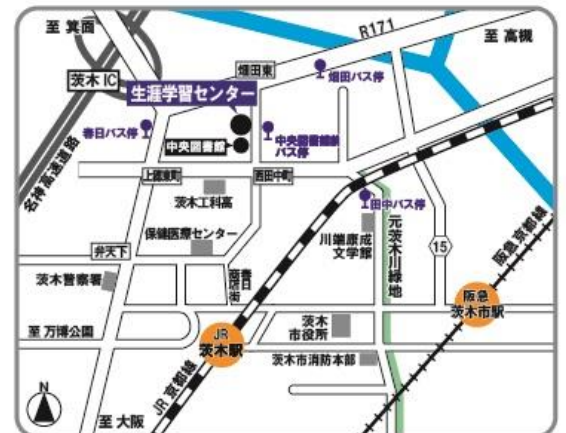 至 箕面
R171
至 高槻
畑田東
茨木IC
畑田バス停
生涯学習センター
春日バス停
中央図書館
中央図書館前
バス停
名神高速道路
上穂東町
西田中町
茨木工科高
田中バス停
保健医療センター
川端康成
文学館
元茨木川緑地
15
阪急京都線
弁天下
茨木警察署
春日
商店街
阪急
茨木市駅
至 万博公園
JR
茨木駅
茨木
市役所
茨木市消防本部
JR 京都線
N
至 大阪